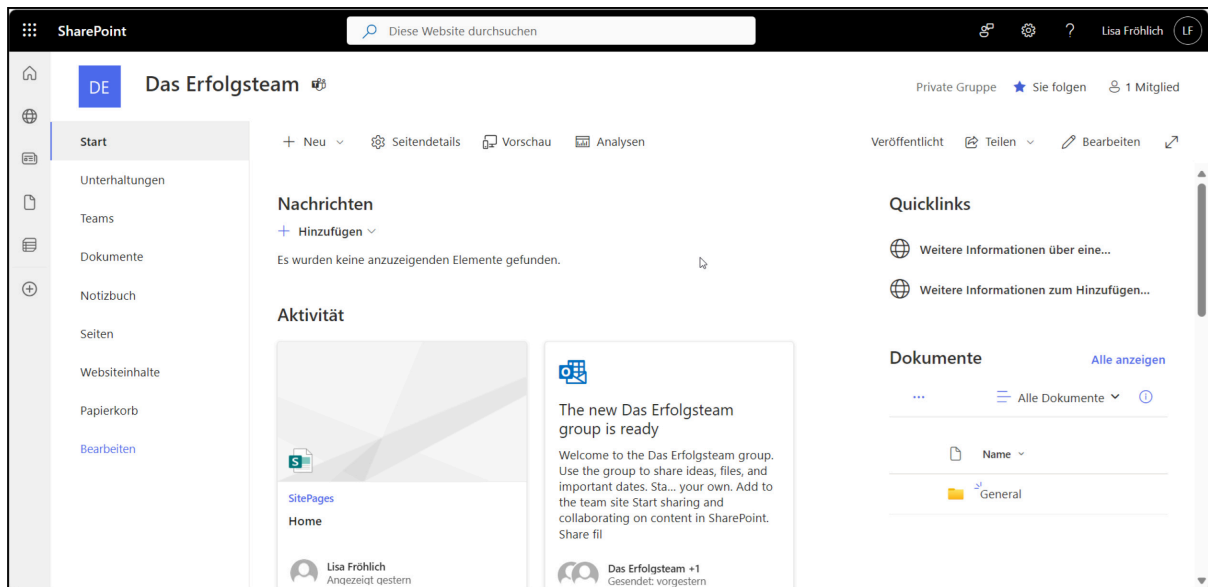 SharePoint
Diese Website durchsuchen
?
Lisa Fröhlich
LF
DE
Das Erfolgsteam
Private Gruppe
Sie folgen
1 Mitglied
Start
Unterhaltungen
Teams
Dokumente
Notizbuch
Seiten
Websiteinhalte
Papierkorb
Bearbeiten
+ Neu
Seitendetails
Vorschau
Analysen
Veröffentlicht
Teilen
Bearbeiten
Nachrichten
+ Hinzufügen
Es wurden keine anzuzeigenden Elemente gefunden.
Aktivität
S
SitePages
Home
Lisa Fröhlich
Angezeigt gestern
The new Das Erfolgsteam
group is ready
Welcome to the Das Erfolgsteam group.
Use the group to share ideas, files, and
important dates. Sta... your own. Add to
the team site Start sharing and
collaborating on content in SharePoint.
Share fil
Das Erfolgsteam +1
Gesendet: vorgestern
Quicklinks
Weitere Informationen über eine...
Weitere Informationen zum Hinzufügen...
Dokumente
Alle anzeigen
...
Alle Dokumente
Name
General